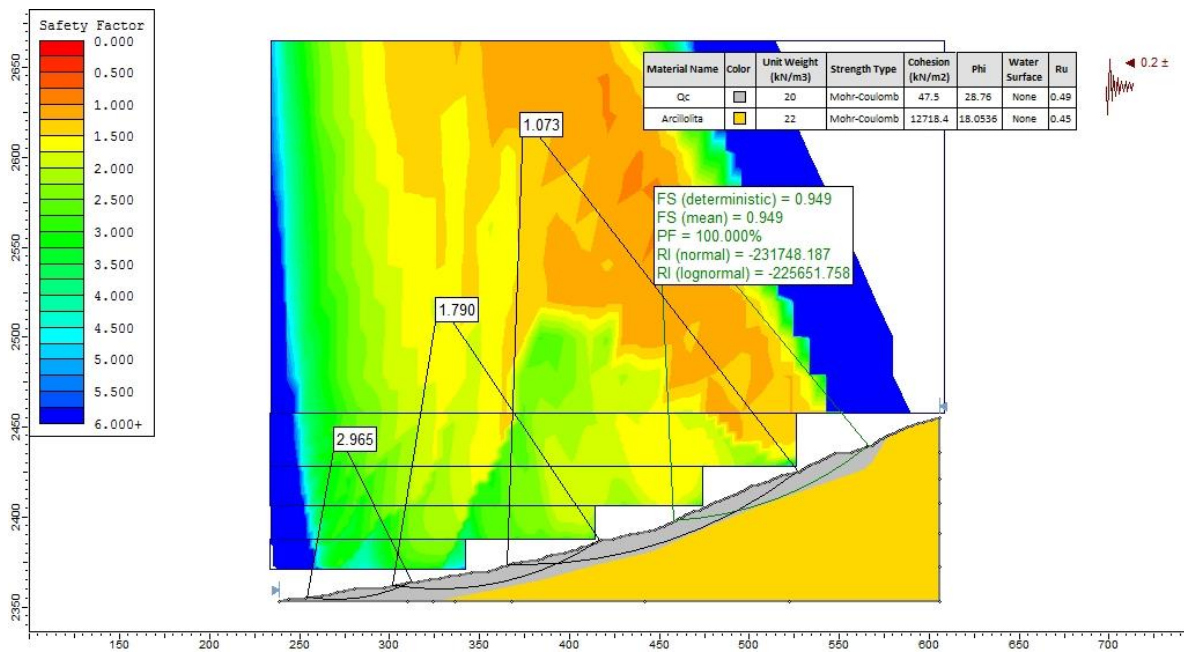 Safety Factor
0.000
0.500
1.000
1.500
2.000
2.500
3.000
3.500
4.000
4.500
5.000
5.500
6.000+
Material Name Color Unit Weight (kN/m3) Strength Type Cohesion (kN/m2) Phi Water Surface Ru
Qc 20 Mohr-Coulomb 47.5 28.76 None 0.49
Arcillolita 22 Mohr-Coulomb 12718.4 18.0536 None 0.45
0.2 ±
1.073
FS (deterministic) = 0.949
FS (mean) = 0.949
PF = 100.000%
RI (normal) = -231748.187
RI (lognormal) = -225651.758
1.790
2.965
2650
2600
2550
2500
2450
2400
2350
150 200 250 300 350 400 450 500 550 600 650 700